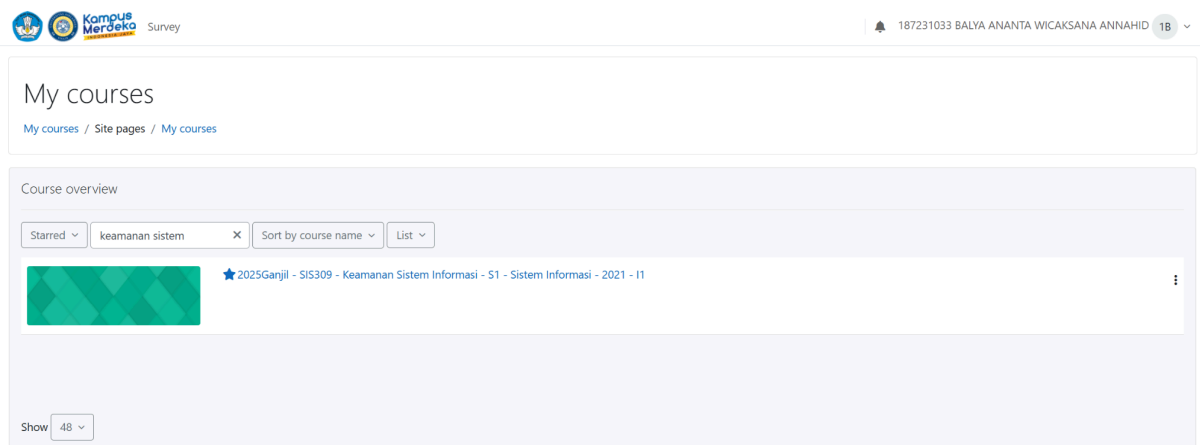 Kampus
Merdeka
INDONESIA JAYA
Survey
187231033 BALYA ANANTA WICAKSANA ANNAHID
1B
My courses
My courses / Site pages / My courses
Course overview
Starred
keamanan sistem
Sort by course name
List
2025Ganjil - SIS309 - Keamanan Sistem Informasi - S1 - Sistem Informasi - 2021 - I1
Show 48